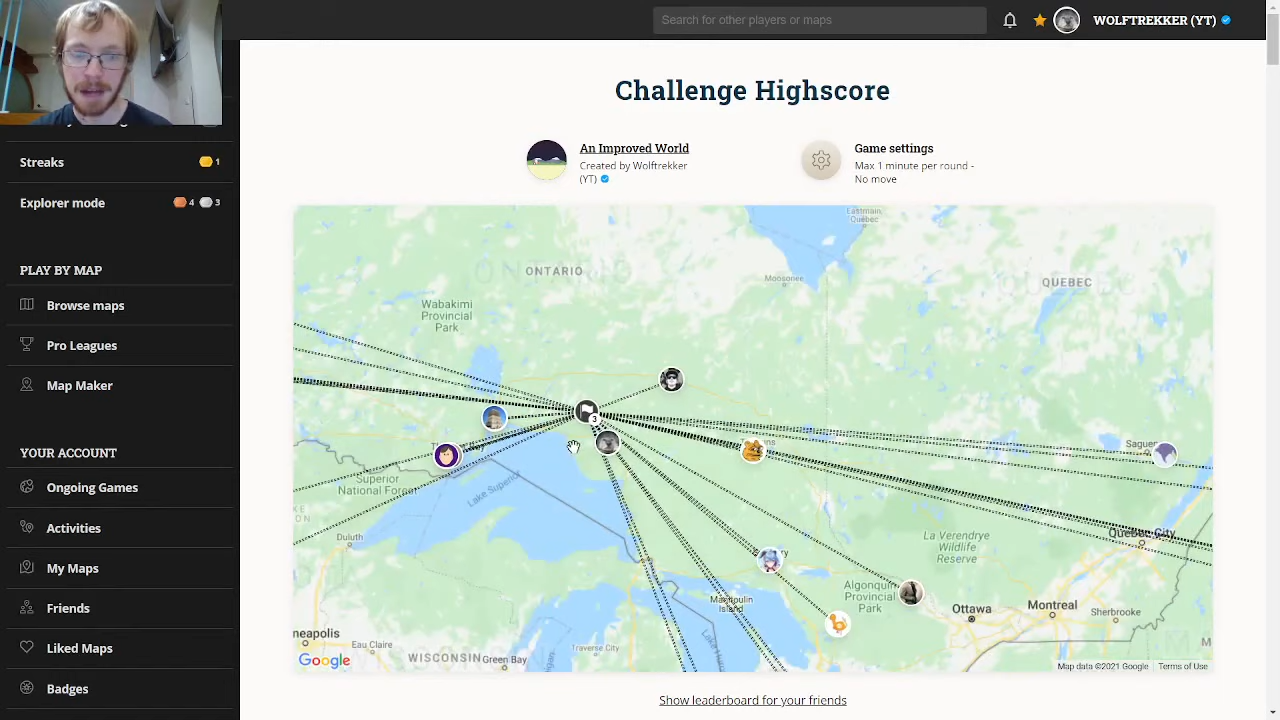 Search for other players or maps
WOLFTREKKER (YT)
Challenge Highscore
An Improved World
Created by Wolftrekker
(YT)
Game settings
Max 1 minute per round -
No move
Streaks
1
Explorer mode
4
3
PLAY BY MAP
Browse maps
Pro Leagues
Map Maker
YOUR ACCOUNT
Ongoing Games
Activities
My Maps
Friends
Liked Maps
Badges
Eastmain
Québec
ONTARIO
Moosonee
QUEBEC
Wabakimi
Provincial
Park
3
Superior
National Forest
Lake Superior
Duluth
La Verendrye
Wildlife
Reserve
Quebec City
Algonquin
Provincial
Park
Manitoulin
Island
Ottawa
Montreal
Sherbrooke
neapolis
Eau Claire
WISCONSIN
Green Bay
Traverse City
Google
Map data ©2021 Google
Terms of Use
Show leaderboard for your friends